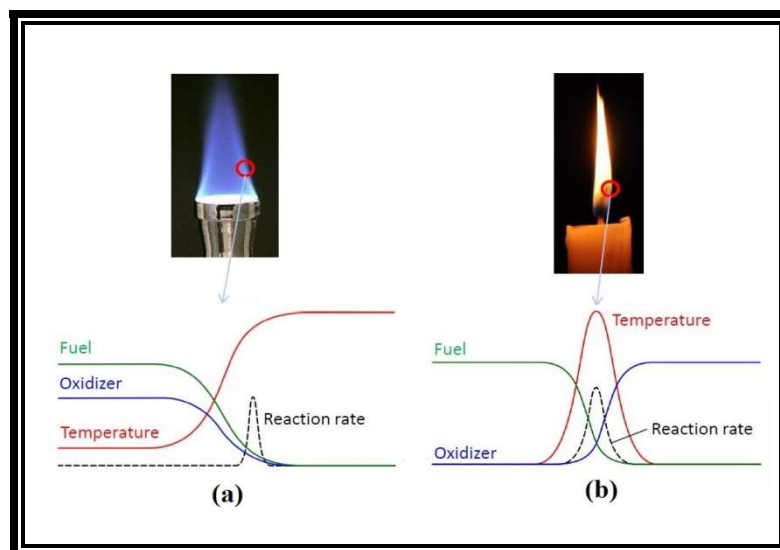 Fuel
Oxidizer
Temperature
Reaction rate
(a)
Temperature
Fuel
Reaction rate
Oxidizer
(b)